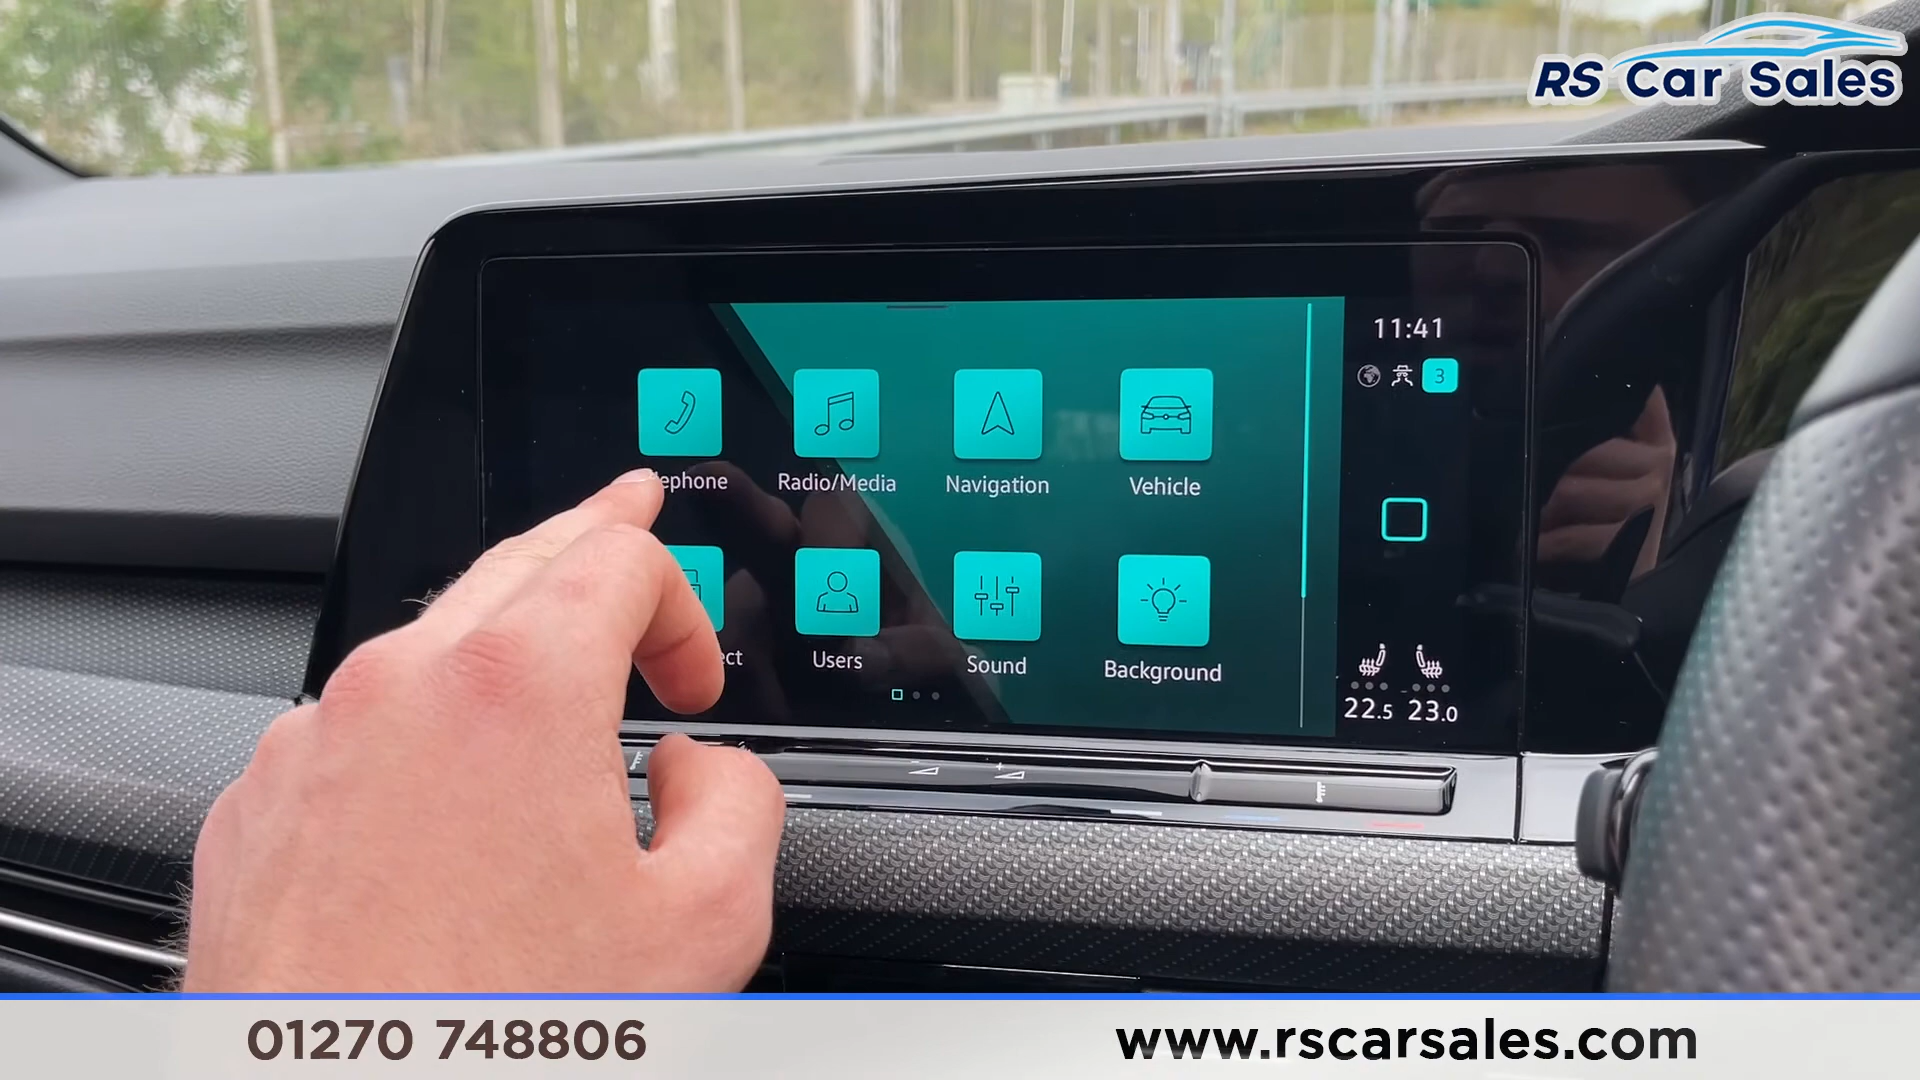 RS Car Sales
11:41
3
ephone
Radio/Media
Navigation
Vehicle
ect
Users
Sound
Background
22.5 23.0
01270 748806
www.rscarsales.com